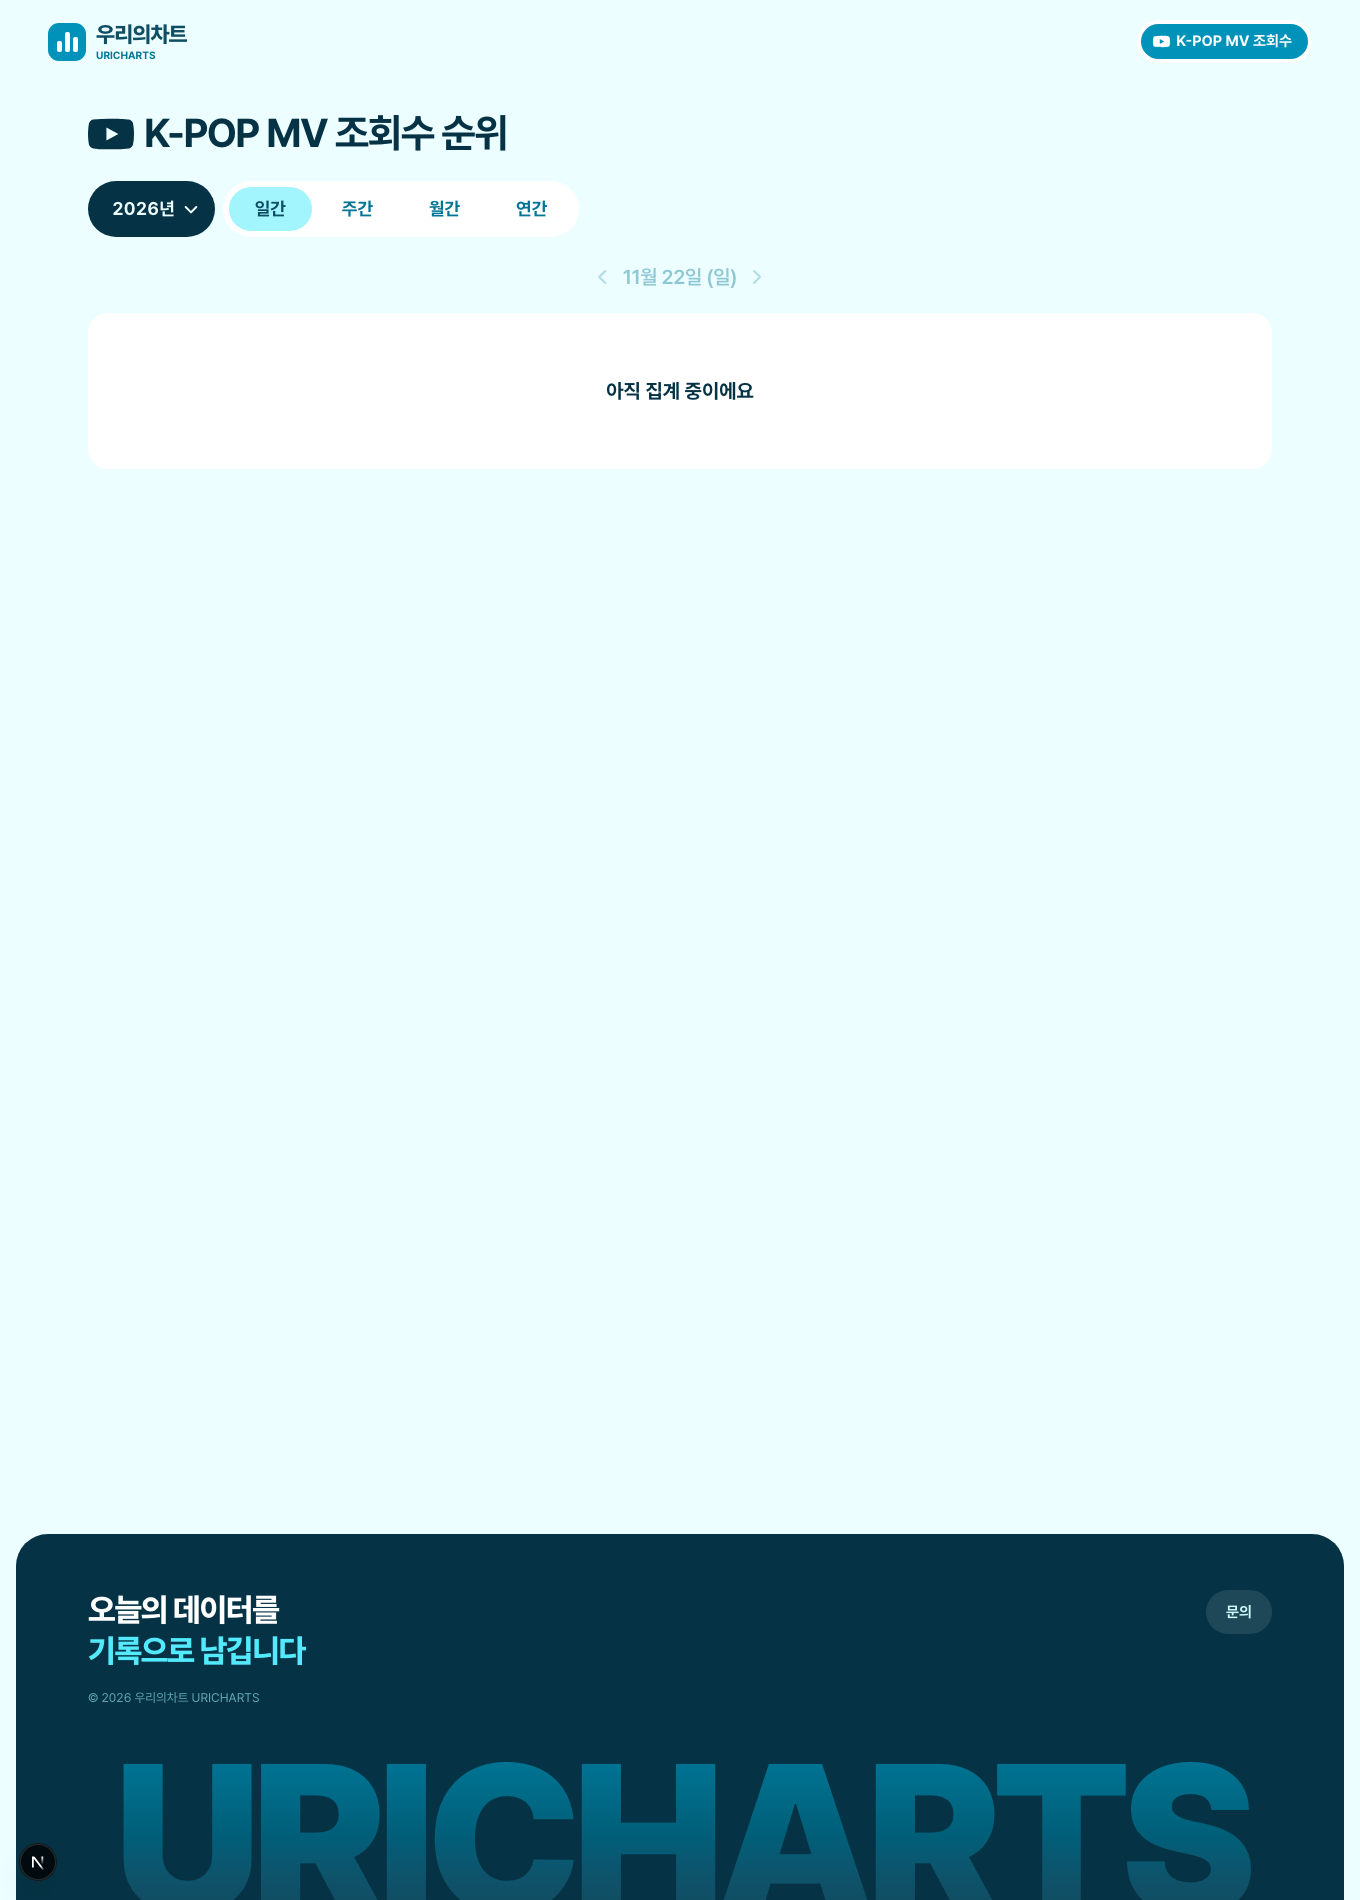 우리의차트
URICHARTS
K-POP MV 조회수
K-POP MV 조회수 순위
2026년
일간
주간
월간
연간
11월 22일 (일)
아직 집계 중이에요
오늘의 데이터를
기록으로 남깁니다
문의
© 2026 우리의차트 URICHARTS
URICHARTS
N